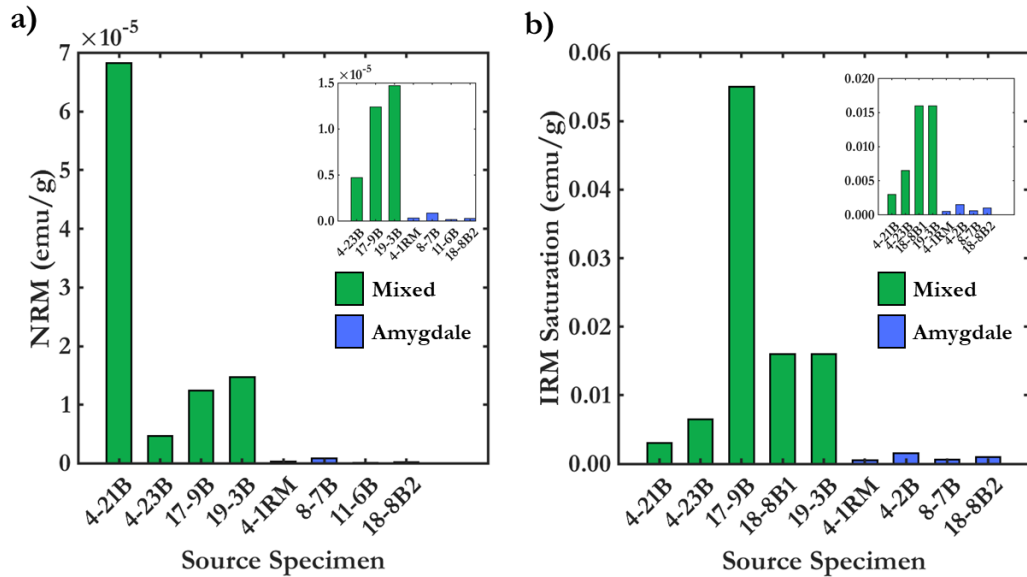 a)
×10⁻⁵
7
6
5
4
3
2
1
0
NRM (emu/g)
4-21B
4-23B
17-9B
19-3B
4-1RM
8-7B
11-6B
18-8B2
Source Specimen
×10⁻⁵
1.5
1.0
0.5
0.0
4-23B
17-9B
19-3B
4-1RM
8-7B
11-6B
18-8B2
Mixed
Amygdale
b)
0.06
0.05
0.04
0.03
0.02
0.01
0.00
IRM Saturation (emu/g)
4-21B
4-23B
17-9B
18-8B1
19-3B
4-1RM
4-2B
8-7B
18-8B2
Source Specimen
0.020
0.015
0.010
0.005
0.000
4-21B
4-23B
18-8B1
19-3B
4-1RM
4-2B
8-7B
18-8B2
Mixed
Amygdale